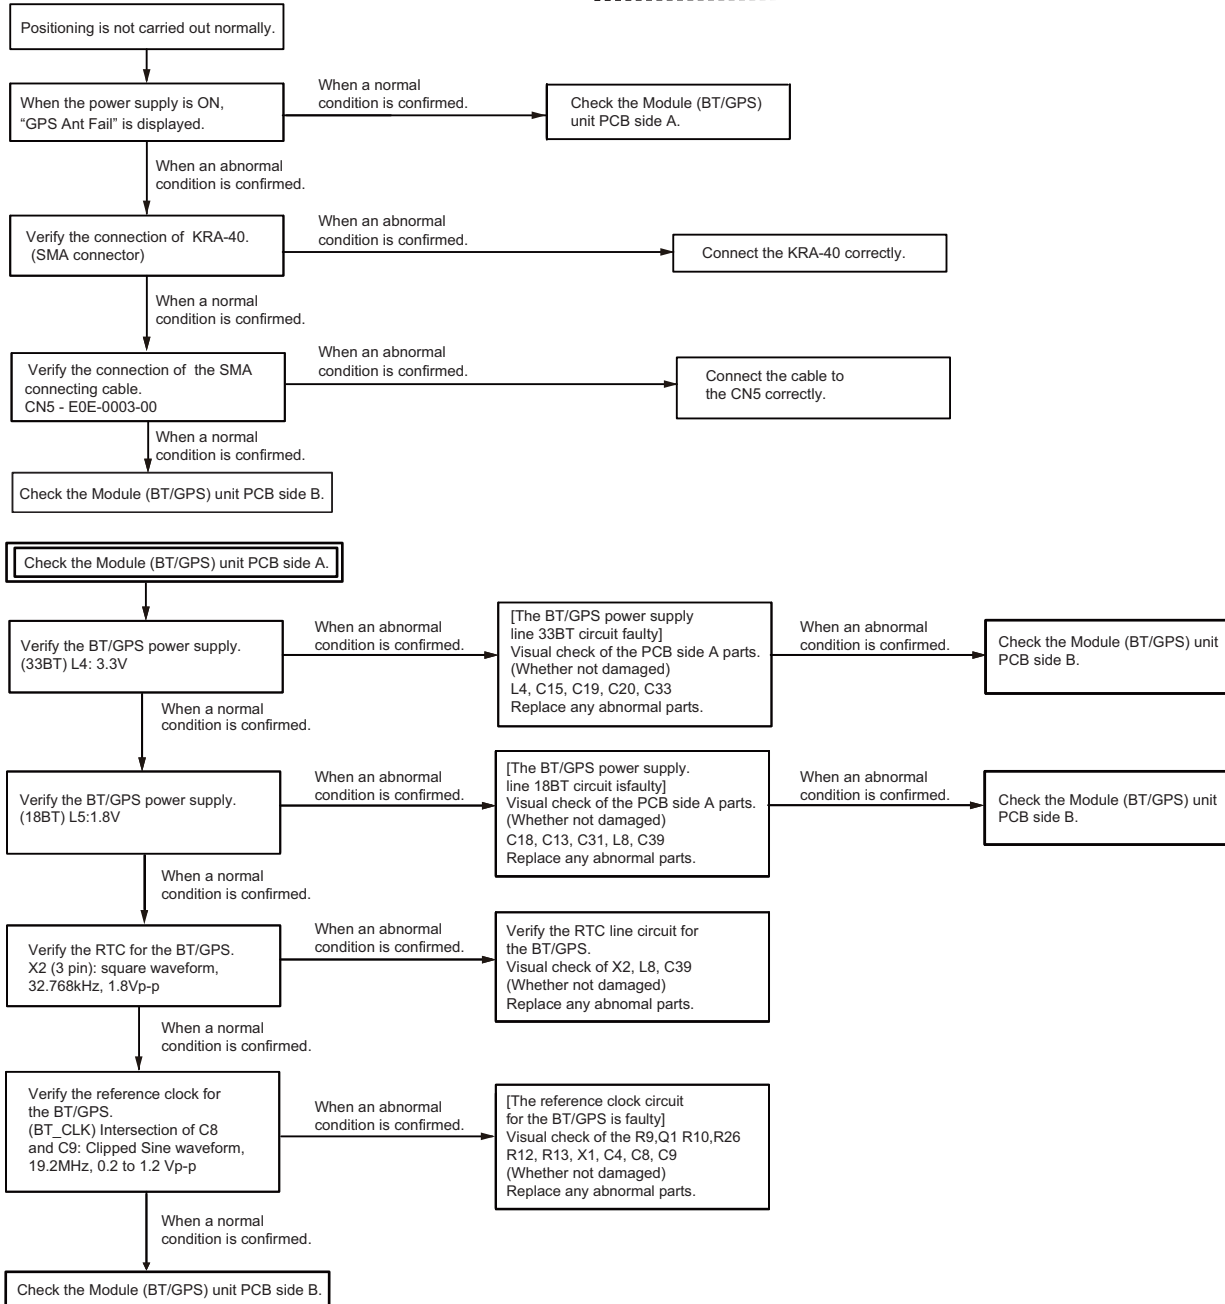 Positioning is not carried out normally.
When the power supply is ON,
“GPS Ant Fail” is displayed.
When a normal
condition is confirmed.
Check the Module (BT/GPS)
unit PCB side A.
When an abnormal
condition is confirmed.
Verify the connection of KRA-40.
(SMA connector)
When an abnormal
condition is confirmed.
Connect the KRA-40 correctly.
When a normal
condition is confirmed.
Verify the connection of the SMA
connecting cable.
CN5 - E0E-0003-00
When an abnormal
condition is confirmed.
Connect the cable to
the CN5 correctly.
When a normal
condition is confirmed.
Check the Module (BT/GPS) unit PCB side B.
Check the Module (BT/GPS) unit PCB side A.
Verify the BT/GPS power supply.
(33BT) L4: 3.3V
When an abnormal
condition is confirmed.
[The BT/GPS power supply
line 33BT circuit faulty]
Visual check of the PCB side A parts.
(Whether not damaged)
L4, C15, C19, C20, C33
Replace any abnormal parts.
When an abnormal
condition is confirmed.
Check the Module (BT/GPS) unit
PCB side B.
When a normal
condition is confirmed.
Verify the BT/GPS power supply.
(18BT) L5:1.8V
When an abnormal
condition is confirmed.
[The BT/GPS power supply.
line 18BT circuit isfaulty]
Visual check of the PCB side A parts.
(Whether not damaged)
C18, C13, C31, L8, C39
Replace any abnormal parts.
When an abnormal
condition is confirmed.
Check the Module (BT/GPS) unit
PCB side B.
When a normal
condition is confirmed.
Verify the RTC for the BT/GPS.
X2 (3 pin): square waveform,
32.768kHz, 1.8Vp-p
When an abnormal
condition is confirmed.
Verify the RTC line circuit for
the BT/GPS.
Visual check of X2, L8, C39
(Whether not damaged)
Replace any abnomal parts.
When a normal
condition is confirmed.
Verify the reference clock for
the BT/GPS.
(BT_CLK) Intersection of C8
and C9: Clipped Sine waveform,
19.2MHz, 0.2 to 1.2 Vp-p
When an abnormal
condition is confirmed.
[The reference clock circuit
for the BT/GPS is faulty]
Visual check of the R9,Q1 R10,R26
R12, R13, X1, C4, C8, C9
(Whether not damaged)
Replace any abnormal parts.
When a normal
condition is confirmed.
Check the Module (BT/GPS) unit PCB side B.